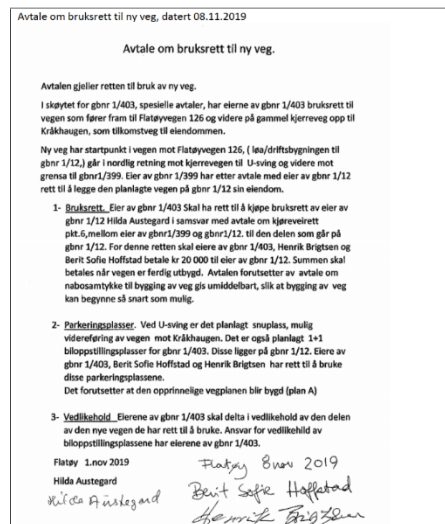 Avtale om bruksrett til ny veg, datert 08.11.2019
Avtale om bruksrett til ny veg.
Avtalen gjeller retten til bruk av ny veg.
I skøytet for gbnr 1/403, spesielle avtaler, har eierne av gbnr 1/403 bruksrett til
vegen som fører fram til Flatøyvegen 126 og videre på gammel kjerreveg opp til
Kråkhaugen, som tilkomstveg til eiendommen.
Ny veg har startpunkt i vegen mot Flatøyvegen 126, ( løa/driftsbygningen til
gbnr 1/12,) går i nordlig retning mot kjerrevegen til U-sving og videre mot
grensa til gbnr1/399. Eier av gbnr 1/399 har etter avtale med eier av gbnr 1/12
rett til å legge den planlagte vegen på gbnr 1/12 sin eiendom.
1- Bruksrett. Eier av gbnr 1/403 Skal ha rett til å kjøpe bruksrett av eier av
gbnr 1/12 Hilda Austegard i samsvar med avtale om kjøreveirett
pkt.6,mellom eier av gbnr1/399 og gbnr1/12. til den delen som går på
gbnr 1/12. For denne retten skal eiere av gbnr 1/403, Henrik Brigtsen og
Berit Sofie Hoffstad betale kr 20 000 til eier av gbnr 1/12. Summen skal
betales når vegen er ferdig utbygd. Avtalen forutsetter av avtale om
nabosamtykke til bygging av veg gis umiddelbart, slik at bygging av veg
kan begynne så snart som mulig.
2- Parkeringsplasser. Ved U-sving er det planlagt snuplass, mulig
videreføring av vegen mot Kråkhaugen. Det er også planlagt 1+1
biloppstillingsplasser for gbnr 1/403. Disse ligger på gbnr 1/12. Eiere av
gbnr 1/403, Berit Sofie Hoffstad og Henrik Brigtsen har rett til å bruke
disse parkeringsplassene.
Det forutsetter at den opprinnelige vegplanen blir bygd (plan A)
3- Vedlikehold Eierene av gbnr 1/403 skal delta i vedlikehold av den delen
av den nye vegen de har rett til å bruke. Ansvar for vedlikehild av
biloppstillingsplassene har eierene av gbnr 1/403.
Flatøy 1.nov 2019
Flatøy 8 nov 2019
Hilda Austegard
Berit Sofie Hoffstad
Hilda Austegard
Henrik Brigtsen